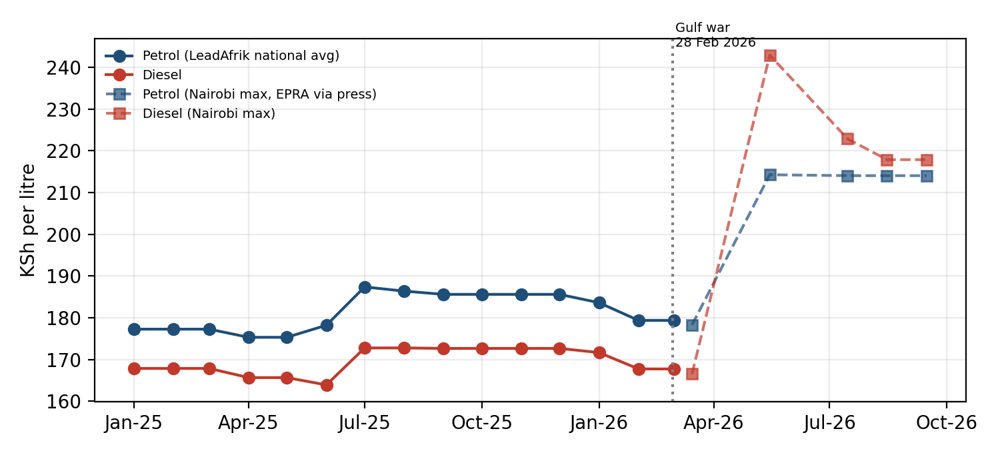 Gulf war
28 Feb 2026
Petrol (LeadAfrik national avg)
Diesel
Petrol (Nairobi max, EPRA via press)
Diesel (Nairobi max)
KSh per litre
240
230
220
210
200
190
180
170
160
Jan-25
Apr-25
Jul-25
Oct-25
Jan-26
Apr-26
Jul-26
Oct-26